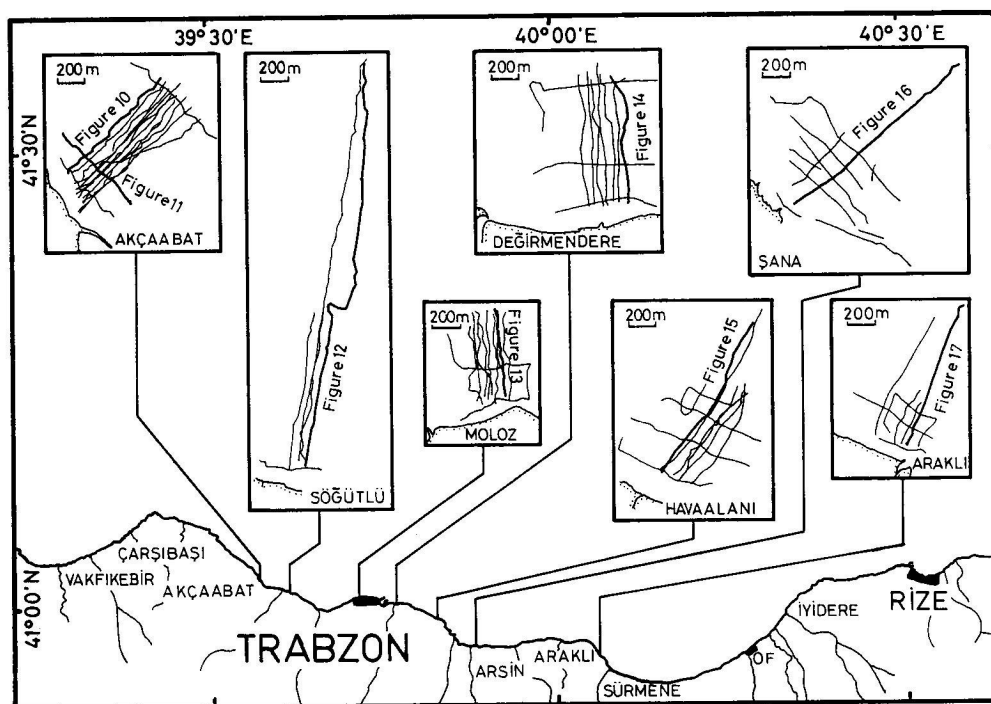 39°30'E
40°00'E
40°30'E
41°30'N
41°00'N
200m
Figure 10
Figure 11
AKÇAABAT
200m
Figure 12
SÖĞÜTLÜ
200m
Figure 14
DEĞİRMENDERE
200m
Figure 16
ŞANA
200m
Figure 13
MOLOZ
200m
Figure 15
HAVAALANI
200m
Figure 17
ARAKLI
ÇARŞIBAŞI
VAKFIKEBİR
AKÇAABAT
TRABZON
ARSİN
ARAKLI
SÜRMENE
OF
İYİDERE
RİZE